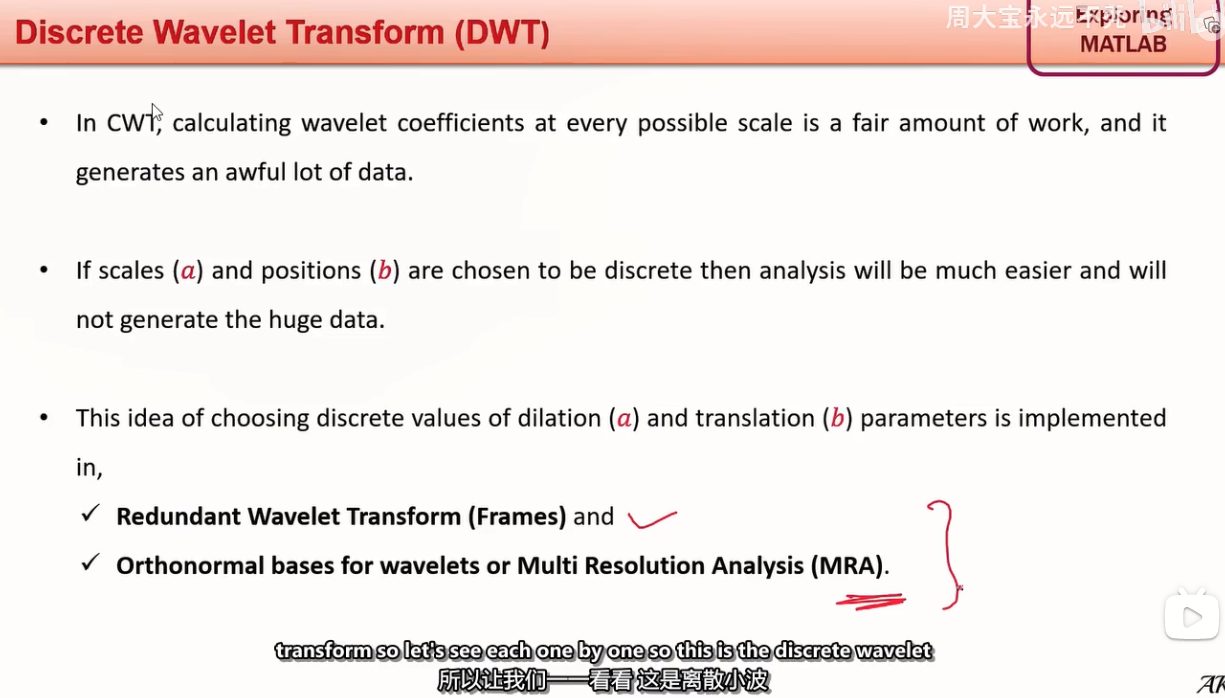 周大宝永远不死
Discrete Wavelet Transform (DWT)
Exploring
MATLAB
• In CWT, calculating wavelet coefficients at every possible scale is a fair amount of work, and it
generates an awful lot of data.
• If scales (a) and positions (b) are chosen to be discrete then analysis will be much easier and will
not generate the huge data.
• This idea of choosing discrete values of dilation (a) and translation (b) parameters is implemented
in,
✓ Redundant Wavelet Transform (Frames) and
✓ Orthonormal bases for wavelets or Multi Resolution Analysis (MRA).
transform so let's see each one by one so this is the discrete wavelet
所以让我们一一看看 这是离散小波